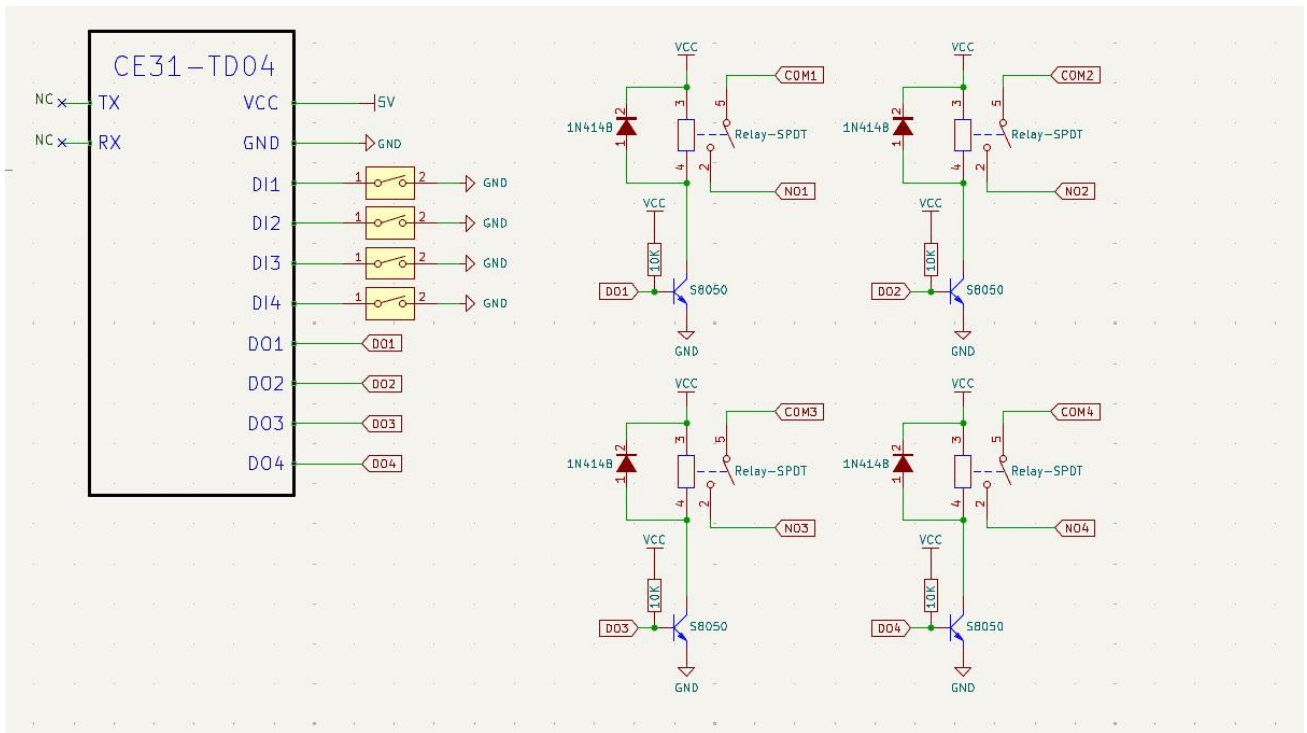 CE31-TD04
NC TX VCC 5V
NC RX GND GND
DI1 1 2 GND
DI2 1 2 GND
DI3 1 2 GND
DI4 1 2 GND
DO1 DO1
DO2 DO2
DO3 DO3
DO4 DO4
VCC
COM1
2 3 5
1N4148
Relay-SPDT
1 4 2
NO1
VCC
10K
DO1
S8050
GND
VCC
COM2
2 3 5
1N4148
Relay-SPDT
1 4 2
NO2
VCC
10K
DO2
S8050
GND
VCC
COM3
2 3 5
1N4148
Relay-SPDT
1 4 2
NO3
VCC
10K
DO3
S8050
GND
VCC
COM4
2 3 5
1N4148
Relay-SPDT
1 4 2
NO4
VCC
10K
DO4
S8050
GND